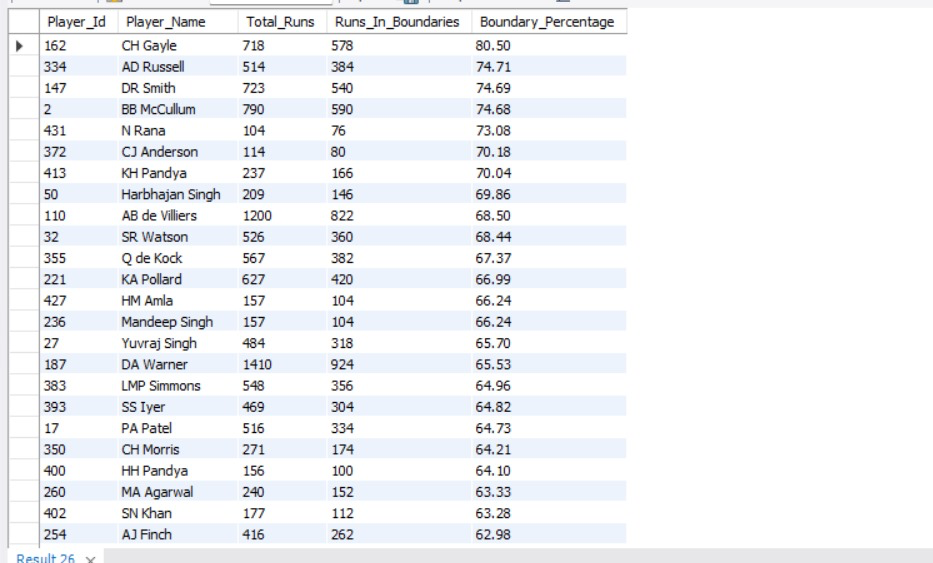 Player_Id Player_Name Total_Runs Runs_In_Boundaries Boundary_Percentage
162 CH Gayle 718 578 80.50
334 AD Russell 514 384 74.71
147 DR Smith 723 540 74.69
2 BB McCullum 790 590 74.68
431 N Rana 104 76 73.08
372 CJ Anderson 114 80 70.18
413 KH Pandya 237 166 70.04
50 Harbhajan Singh 209 146 69.86
110 AB de Villiers 1200 822 68.50
32 SR Watson 526 360 68.44
355 Q de Kock 567 382 67.37
221 KA Pollard 627 420 66.99
427 HM Amla 157 104 66.24
236 Mandeep Singh 157 104 66.24
27 Yuvraj Singh 484 318 65.70
187 DA Warner 1410 924 65.53
383 LMP Simmons 548 356 64.96
393 SS Iyer 469 304 64.82
17 PA Patel 516 334 64.73
350 CH Morris 271 174 64.21
400 HH Pandya 156 100 64.10
260 MA Agarwal 240 152 63.33
402 SN Khan 177 112 63.28
254 AJ Finch 416 262 62.98
Result 26